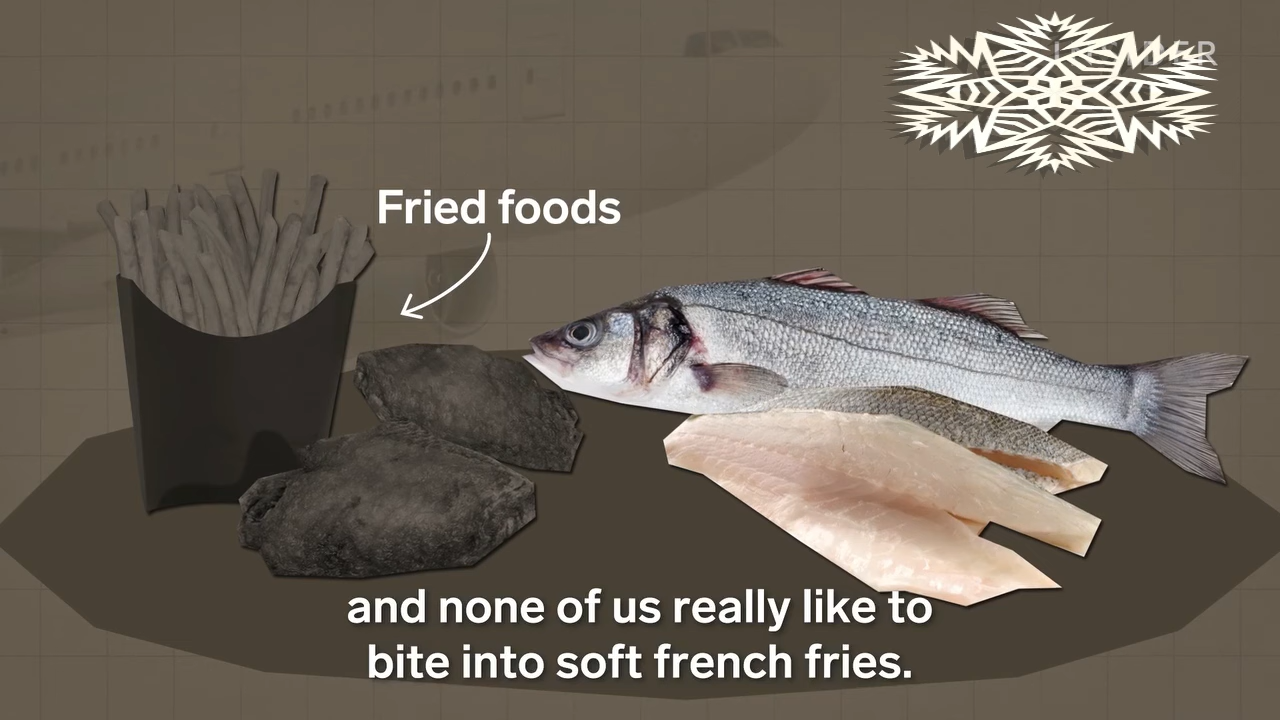 Fried foods
and none of us really like to
bite into soft french fries.